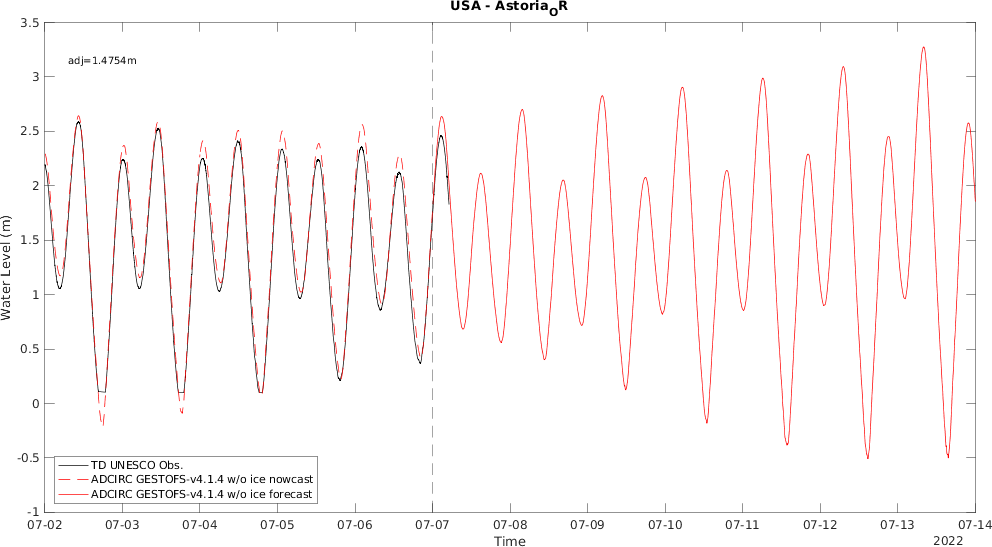 USA - Astoria_OR
3.5
3
2.5
2
1.5
1
0.5
0
-0.5
-1
Water Level (m)
adj=1.4754m
TD UNESCO Obs.
ADCIRC GESTOFS-v4.1.4 w/o ice nowcast
ADCIRC GESTOFS-v4.1.4 w/o ice forecast
07-02 07-03 07-04 07-05 07-06 07-07 07-08 07-09 07-10 07-11 07-12 07-13 07-14
Time
2022